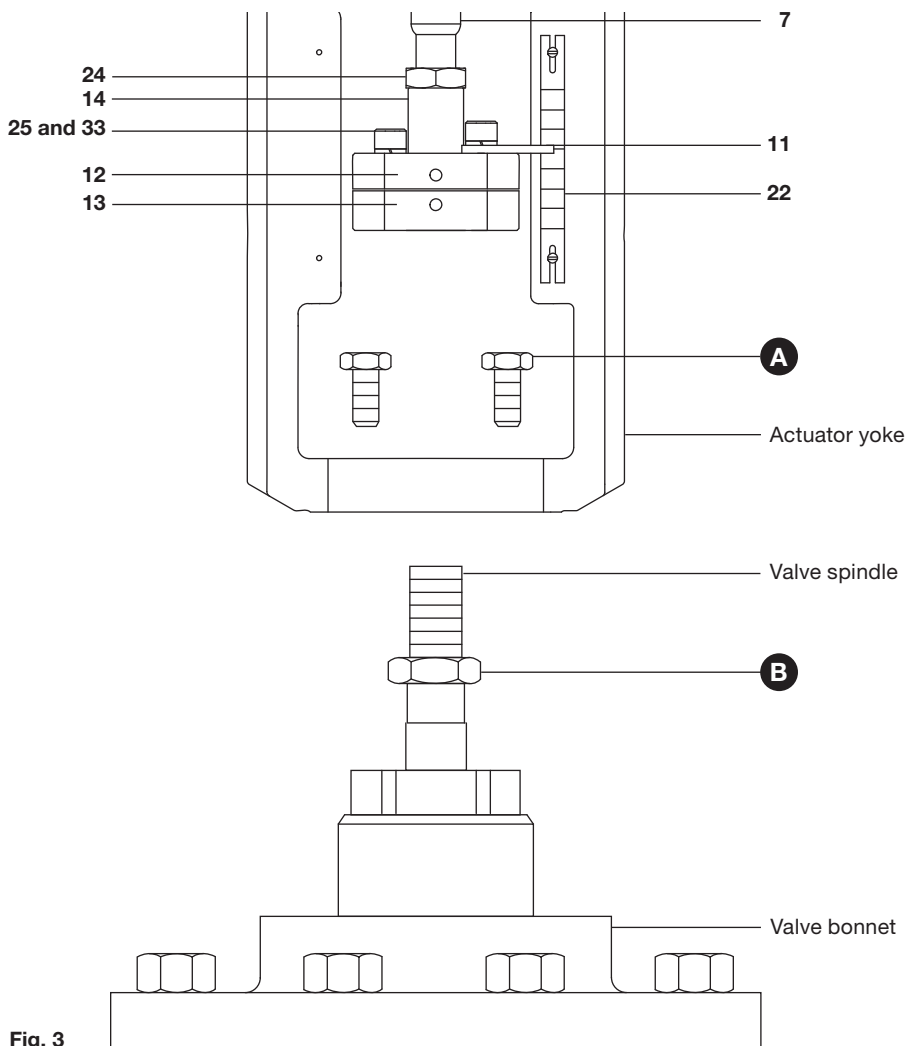 7
24
14
25 and 33
11
12
13
22
A
Actuator yoke
Valve spindle
B
Valve bonnet
Fig. 3